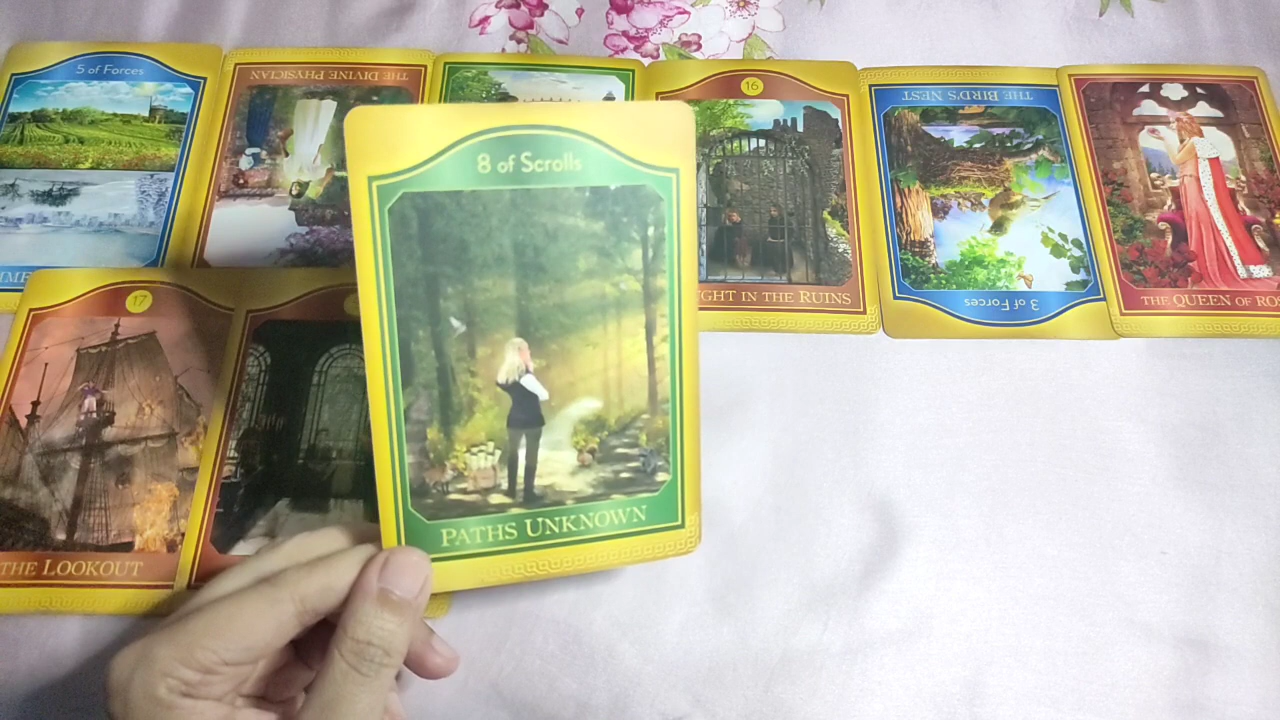 5 of Forces
THE DIVINE PHYSICIAN
16
GHT IN THE RUINS
THE BIRD'S NEST
3 of Forces
THE QUEEN OF RO
8 of Scrolls
PATHS UNKNOWN
17
THE LOOKOUT